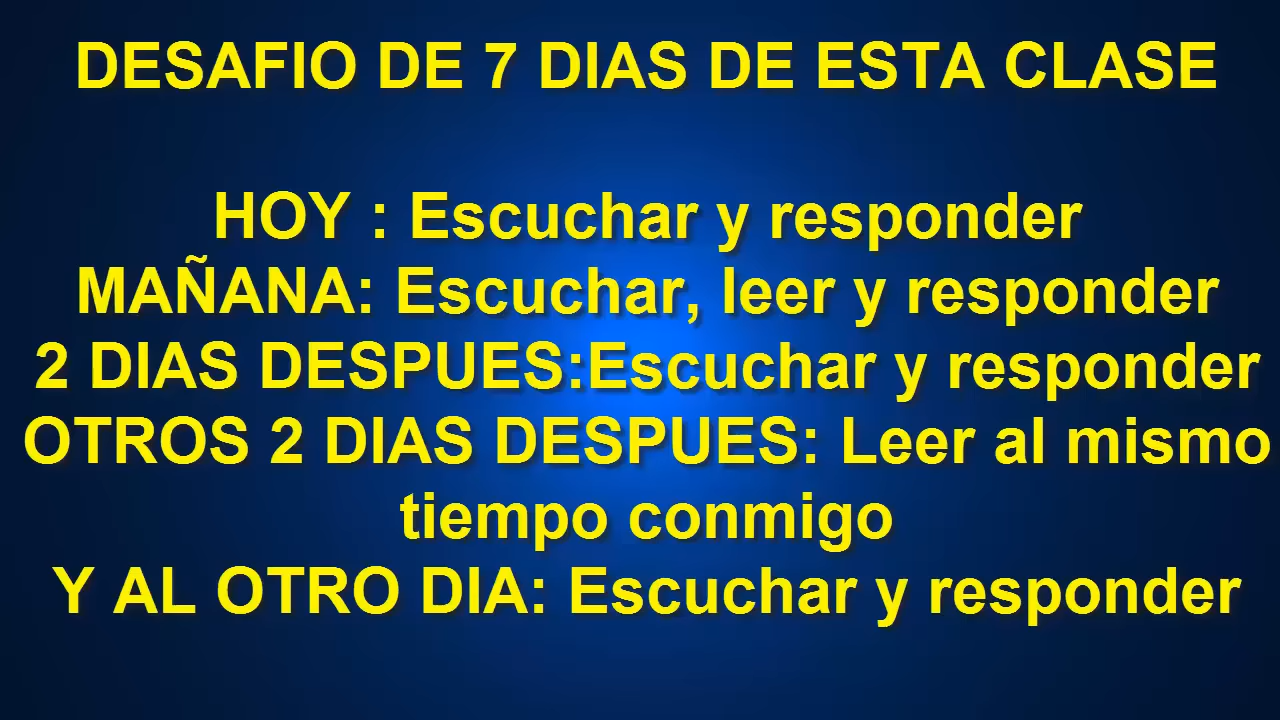 DESAFIO DE 7 DIAS DE ESTA CLASE
HOY : Escuchar y responder
MAÑANA: Escuchar, leer y responder
2 DIAS DESPUES:Escuchar y responder
OTROS 2 DIAS DESPUES: Leer al mismo
tiempo conmigo
Y AL OTRO DIA: Escuchar y responder